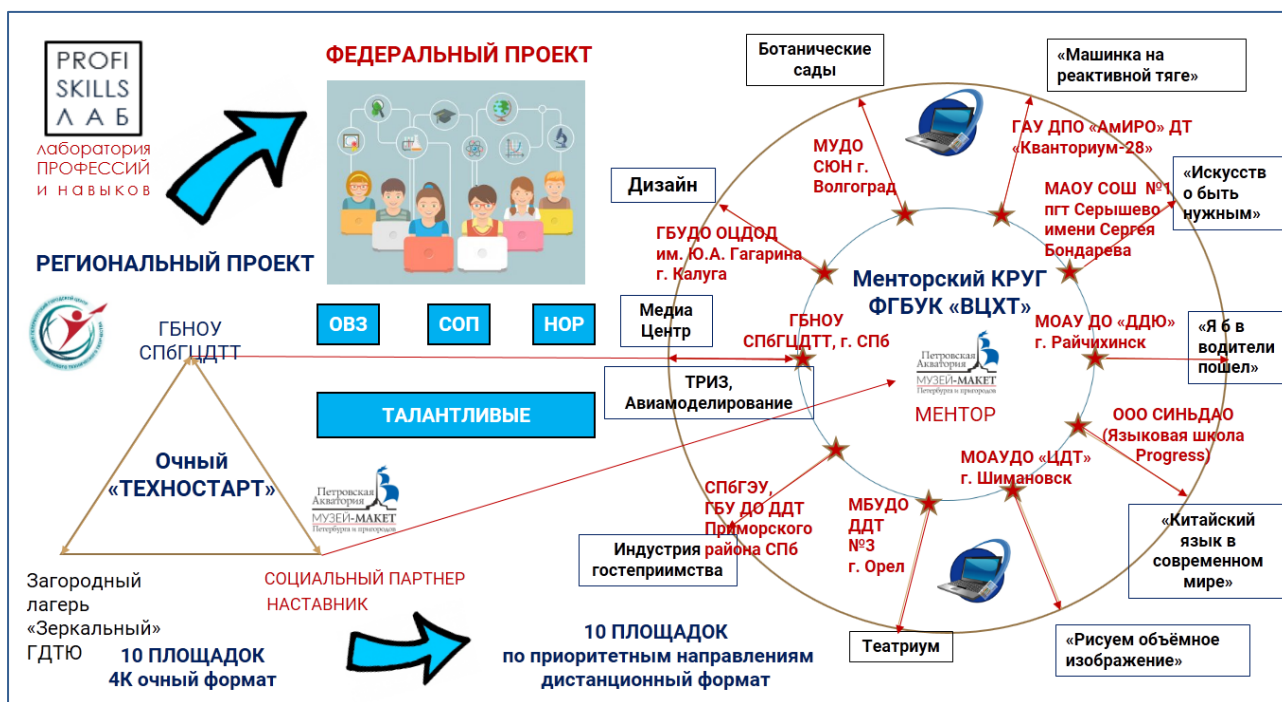 PROFI
SKILLS
ЛАБ
лаборатория
ПРОФЕССИЙ
и навыков
РЕГИОНАЛЬНЫЙ ПРОЕКТ
ФЕДЕРАЛЬНЫЙ ПРОЕКТ
ОВЗ
СОП
НОР
ТАЛАНТЛИВЫЕ
ГБНОУ
СПбГЦДТТ
Очный
«ТЕХНОСТАРТ»
Петровская
Акватория
МУЗЕЙ-МАКЕТ
Петербурга и пригородов
Загородный
лагерь
«Зеркальный»
ГДТЮ
СОЦИАЛЬНЫЙ ПАРТНЕР
НАСТАВНИК
10 ПЛОЩАДОК
4К очный формат
10 ПЛОЩАДОК
по приоритетным направлениям
дистанционный формат
Ботанические
сады
«Машинка на
реактивной тяге»
МУДО
СЮН г.
Волгоград
ГАУ ДПО «АмИРО» ДТ
«Кванториум-28»
Дизайн
ГБУДО ОЦДОД
им. Ю.А. Гагарина
г. Калуга
МАОУ СОШ №1
пгт Серышево
имени Сергея
Бондарева
«Искусств
о быть
нужным»
Менторский КРУГ
ФГБУК «ВЦХТ»
Медиа
Центр
ГБНОУ
СПбГЦДТТ, г. СПб
ТРИЗ,
Авиамоделирование
Петровская
Акватория
МУЗЕЙ-МАКЕТ
Петербурга и пригородов
МЕНТОР
МОАУ ДО «ДДЮ»
г. Райчихинск
«Я б в
водители
пошел»
ООО СИНЬДАО
(Языковая школа
Progress)
МОАУДО «ЦДТ»
г. Шимановск
СПбГЭУ,
ГБУ ДО ДДТ
Приморского
района СПб
МБУДО
ДДТ
№3
г. Орел
Индустрия
гостеприимства
«Китайский
язык в
современном
мире»
Театриум
«Рисуем объёмное
изображение»